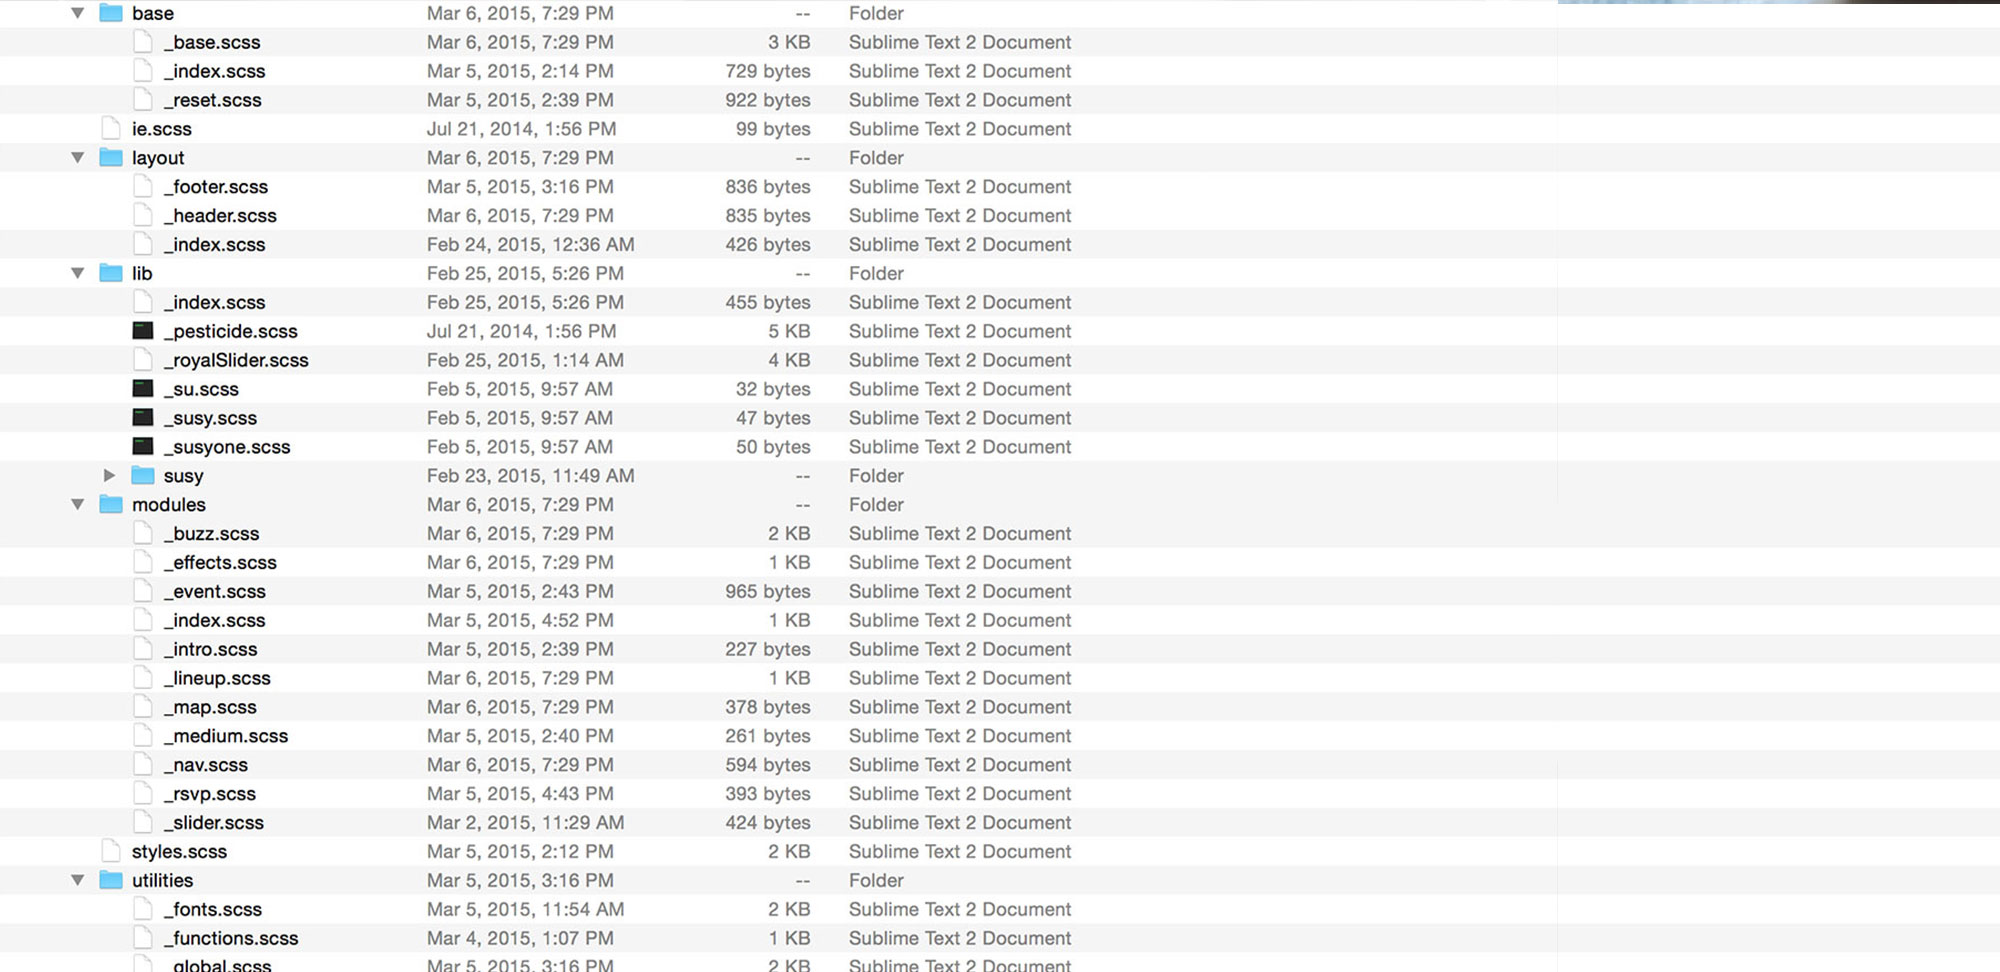 base Mar 6, 2015, 7:29 PM -- Folder
_base.scss Mar 6, 2015, 7:29 PM 3 KB Sublime Text 2 Document
_index.scss Mar 5, 2015, 2:14 PM 729 bytes Sublime Text 2 Document
_reset.scss Mar 5, 2015, 2:39 PM 922 bytes Sublime Text 2 Document
ie.scss Jul 21, 2014, 1:56 PM 99 bytes Sublime Text 2 Document
layout Mar 6, 2015, 7:29 PM -- Folder
_footer.scss Mar 5, 2015, 3:16 PM 836 bytes Sublime Text 2 Document
_header.scss Mar 6, 2015, 7:29 PM 835 bytes Sublime Text 2 Document
_index.scss Feb 24, 2015, 12:36 AM 426 bytes Sublime Text 2 Document
lib Feb 25, 2015, 5:26 PM -- Folder
_index.scss Feb 25, 2015, 5:26 PM 455 bytes Sublime Text 2 Document
_pesticide.scss Jul 21, 2014, 1:56 PM 5 KB Sublime Text 2 Document
_royalSlider.scss Feb 25, 2015, 1:14 AM 4 KB Sublime Text 2 Document
_su.scss Feb 5, 2015, 9:57 AM 32 bytes Sublime Text 2 Document
_susy.scss Feb 5, 2015, 9:57 AM 47 bytes Sublime Text 2 Document
_susyone.scss Feb 5, 2015, 9:57 AM 50 bytes Sublime Text 2 Document
susy Feb 23, 2015, 11:49 AM -- Folder
modules Mar 6, 2015, 7:29 PM -- Folder
_buzz.scss Mar 6, 2015, 7:29 PM 2 KB Sublime Text 2 Document
_effects.scss Mar 6, 2015, 7:29 PM 1 KB Sublime Text 2 Document
_event.scss Mar 5, 2015, 2:43 PM 965 bytes Sublime Text 2 Document
_index.scss Mar 5, 2015, 4:52 PM 1 KB Sublime Text 2 Document
_intro.scss Mar 5, 2015, 2:39 PM 227 bytes Sublime Text 2 Document
_lineup.scss Mar 6, 2015, 7:29 PM 1 KB Sublime Text 2 Document
_map.scss Mar 6, 2015, 7:29 PM 378 bytes Sublime Text 2 Document
_medium.scss Mar 5, 2015, 2:40 PM 261 bytes Sublime Text 2 Document
_nav.scss Mar 6, 2015, 7:29 PM 594 bytes Sublime Text 2 Document
_rsvp.scss Mar 5, 2015, 4:43 PM 393 bytes Sublime Text 2 Document
_slider.scss Mar 2, 2015, 11:29 AM 424 bytes Sublime Text 2 Document
styles.scss Mar 5, 2015, 2:12 PM 2 KB Sublime Text 2 Document
utilities Mar 5, 2015, 3:16 PM -- Folder
_fonts.scss Mar 5, 2015, 11:54 AM 2 KB Sublime Text 2 Document
_functions.scss Mar 4, 2015, 1:07 PM 1 KB Sublime Text 2 Document
_global.scss Mar 5, 2015, 3:16 PM 2 KB Sublime Text 2 Document